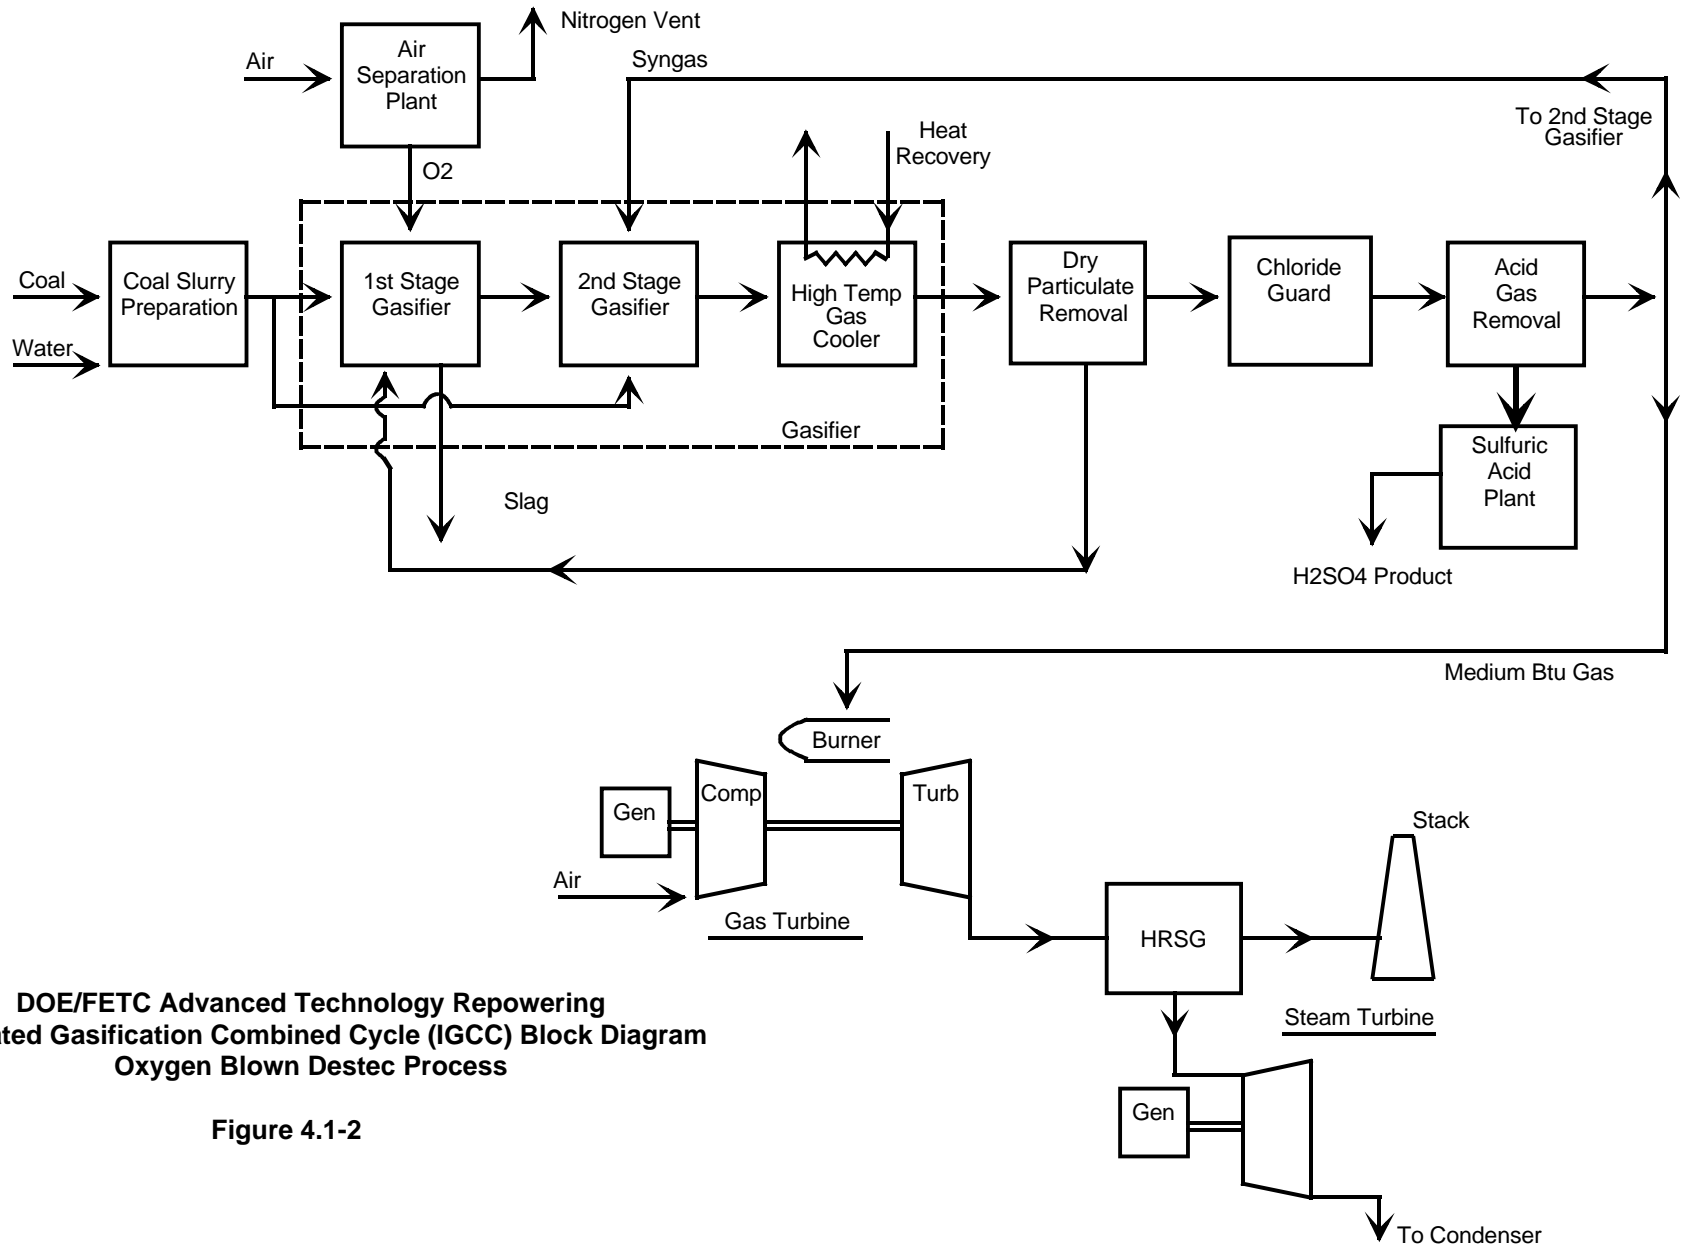 Nitrogen Vent
Air
Air
Separation
Plant
Syngas
To 2nd Stage
Gasifier
Heat
Recovery
O2
Coal
Water
Coal Slurry
Preparation
1st Stage
Gasifier
2nd Stage
Gasifier
High Temp
Gas
Cooler
Dry
Particulate
Removal
Chloride
Guard
Acid
Gas
Removal
Gasifier
Slag
Sulfuric
Acid
Plant
H2SO4 Product
Medium Btu Gas
Burner
Gen
Comp
Turb
Air
Gas Turbine
HRSG
Stack
Steam Turbine
Gen
To Condenser
DOE/FETC Advanced Technology Repowering
ated Gasification Combined Cycle (IGCC) Block Diagram
Oxygen Blown Destec Process
Figure 4.1-2